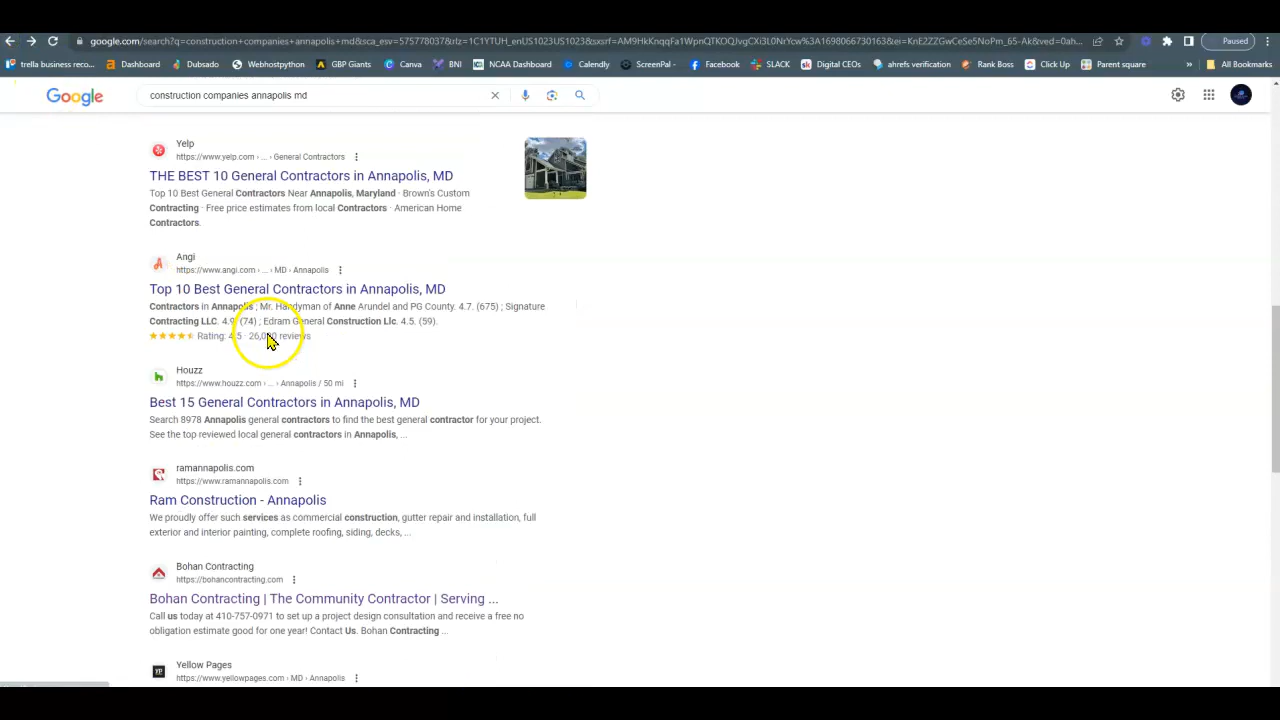 google.com/search?q=construction+companies+annapolis+md&sca_esv=575778037&rlz=1C1YTUH_enUS1023US1023&sxsrf=
Paused
trella business reco...
Dashboard
Dubsado
Webhostpython
GBP Giants
Canva
BNI
NCAA Dashboard
Calendly
ScreenPal -
Facebook
SLACK
Digital CEOs
ahrefs verification
Rank Boss
Click Up
Parent square
»
All Bookmarks
Google
construction companies annapolis md
Yelp
https://www.yelp.com › ... › General Contractors
THE BEST 10 General Contractors in Annapolis, MD
Top 10 Best General Contractors Near Annapolis, Maryland · Brown's Custom
Contracting · Free price estimates from local Contractors · American Home
Contractors.
Angi
https://www.angi.com › ... › MD › Annapolis
Top 10 Best General Contractors in Annapolis, MD
Contractors in Annapolis ; Mr. Handyman of Anne Arundel and PG County. 4.7. (675) ; Signature
Contracting LLC. 4.9. (74) ; Edram General Construction Llc. 4.5. (59).
Rating: 4.5 · reviews
Houzz
https://www.houzz.com › ... › Annapolis / 50 mi
Best 15 General Contractors in Annapolis, MD
Search 8978 Annapolis general contractors to find the best general contractor for your project.
See the top reviewed local general contractors in Annapolis, ...
ramannapolis.com
https://www.ramannapolis.com
Ram Construction - Annapolis
We proudly offer such services as commercial construction, gutter repair and installation, full
exterior and interior painting, complete roofing, siding, decks, ...
Bohan Contracting
https://bohancontracting.com
Bohan Contracting | The Community Contractor | Serving ...
Call us today at 410-757-0971 to set up a project design consultation and receive a free no
obligation estimate good for one year! Contact Us. Bohan Contracting ...
YP
Yellow Pages
https://www.yellowpages.com › MD › Annapolis